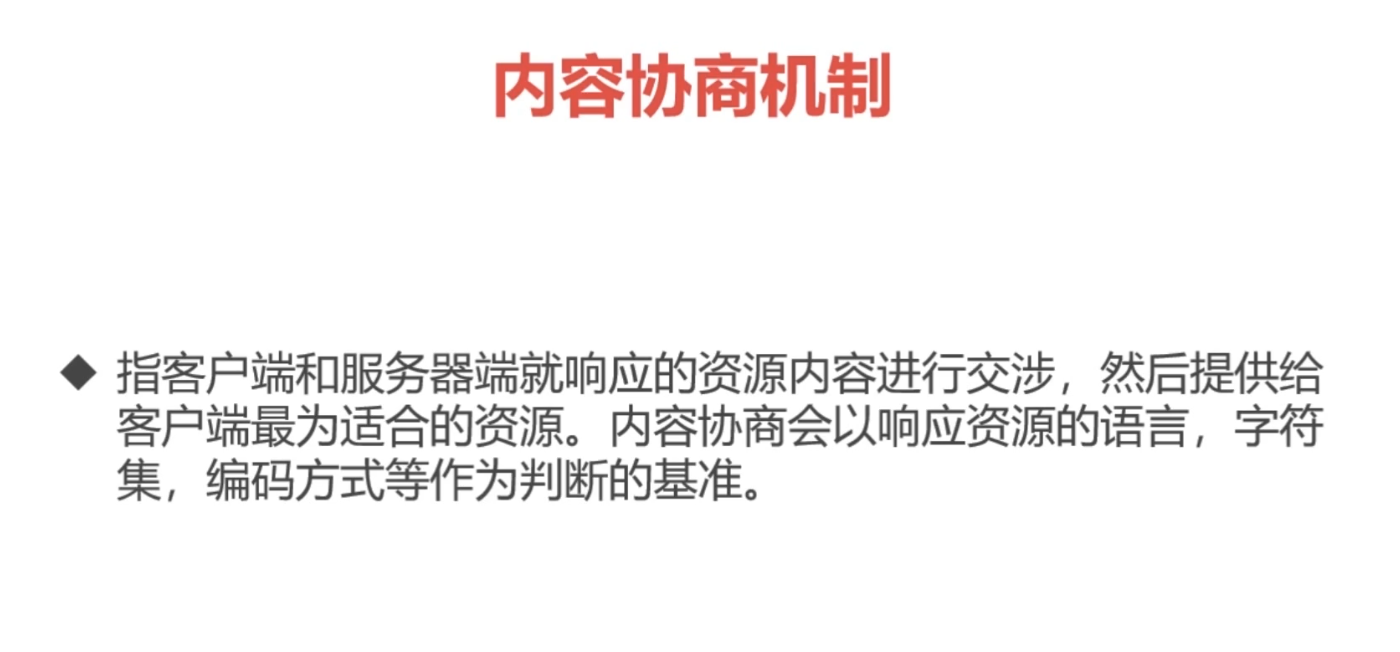 内容协商机制
◆ 指客户端和服务器端就响应的资源内容进行交涉，然后提供给
客户端最为适合的资源。内容协商会以响应资源的语言，字符
集，编码方式等作为判断的基准。